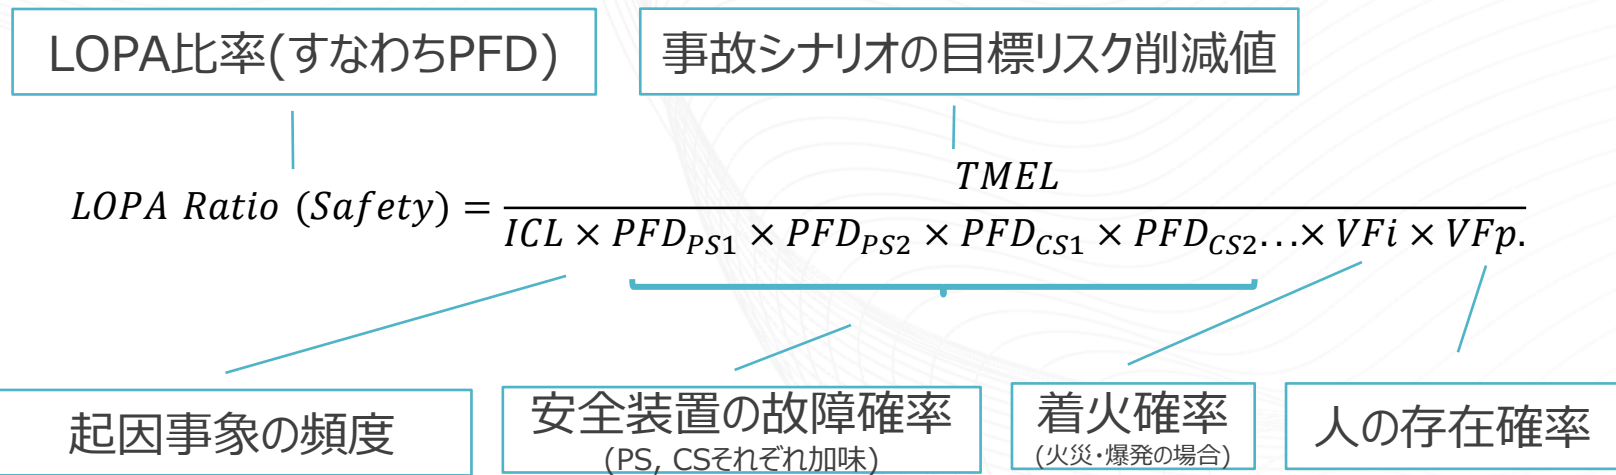 LOPA比率(すなわちPFD)
事故シナリオの目標リスク削減値
LOPA Ratio (Safety) = TMEL
ICL × PFD_PS1 × PFD_PS2 × PFD_CS1 × PFD_CS2...× VFi × VFp.
起因事象の頻度
安全装置の故障確率
(PS, CSそれぞれ加味)
着火確率
(火災・爆発の場合)
人の存在確率